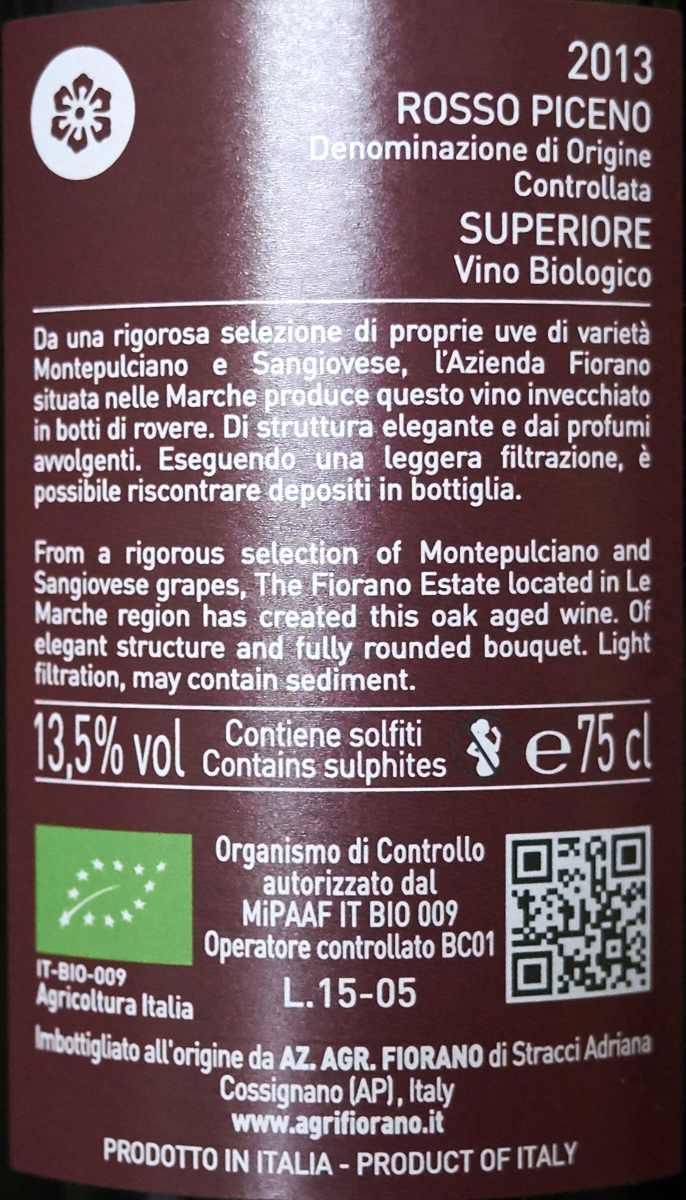 2013
ROSSO PICENO
Denominazione di Origine
Controllata
SUPERIORE
Vino Biologico
Da una rigorosa selezione di proprie uve di varietà
Montepulciano e Sangiovese, l'Azienda Fiorano
situata nelle Marche produce questo vino invecchiato
in botti di rovere. Di struttura elegante e dai profumi
avvolgenti. Eseguendo una leggera filtrazione, è
possibile riscontrare depositi in bottiglia.
From a rigorous selection of Montepulciano and
Sangiovese grapes, The Fiorano Estate located in Le
Marche region has created this oak aged wine. Of
elegant structure and fully rounded bouquet. Light
filtration, may contain sediment.
13,5% vol
Contiene solfiti
Contains sulphites
e 75 cl
Organismo di Controllo
autorizzato dal
MiPAAF IT BIO 009
Operatore controllato BC01
L.15-05
IT-BIO-009
Agricoltura Italia
Imbottigliato all'origine da AZ. AGR. FIORANO di Stracci Adriana
Cossignano (AP), Italy
www.agrifiorano.it
PRODOTTO IN ITALIA - PRODUCT OF ITALY